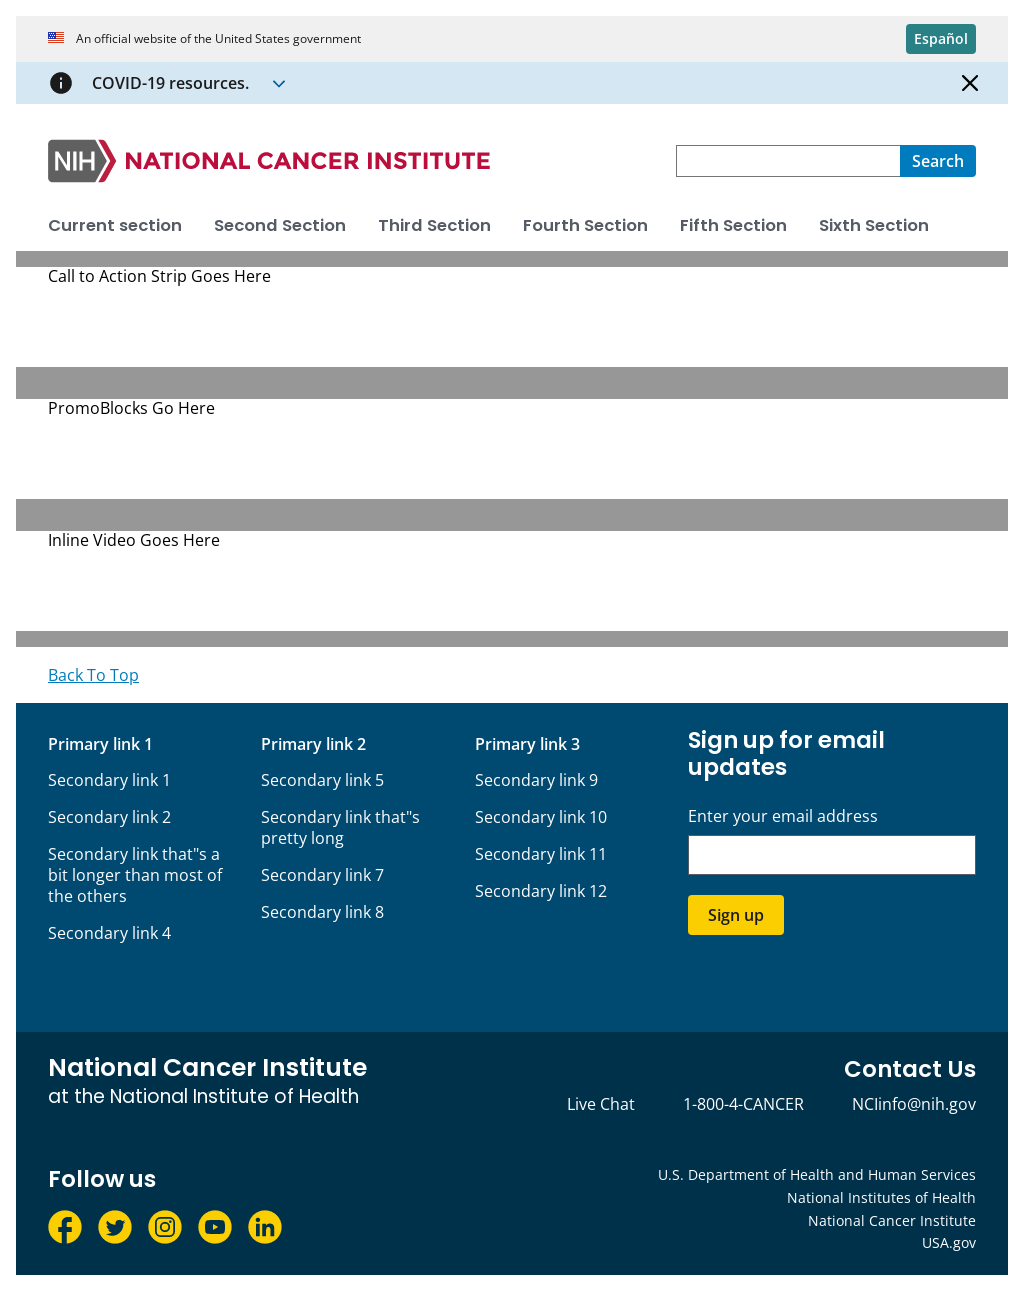 An official website of the United States government
Español
COVID-19 resources.
NIH NATIONAL CANCER INSTITUTE
Search
Current section Second Section Third Section Fourth Section Fifth Section Sixth Section
Call to Action Strip Goes Here
PromoBlocks Go Here
Inline Video Goes Here
Back To Top
Primary link 1
Secondary link 1
Secondary link 2
Secondary link that"s a
bit longer than most of
the others
Secondary link 4
Primary link 2
Secondary link 5
Secondary link that"s
pretty long
Secondary link 7
Secondary link 8
Primary link 3
Secondary link 9
Secondary link 10
Secondary link 11
Secondary link 12
Sign up for email
updates
Enter your email address
Sign up
National Cancer Institute
at the National Institute of Health
Contact Us
Live Chat 1-800-4-CANCER NCIinfo@nih.gov
Follow us
U.S. Department of Health and Human Services
National Institutes of Health
National Cancer Institute
USA.gov